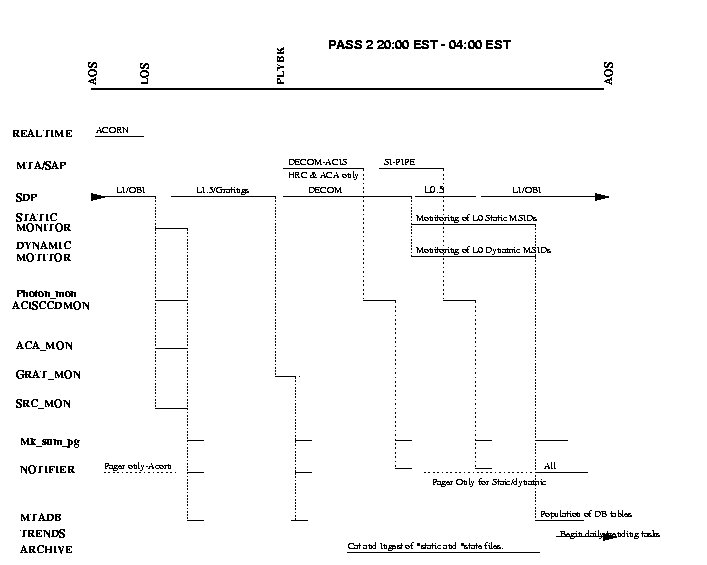 PASS 2 20:00 EST - 04:00 EST
AOS
LOS
PLYBK
AOS
REALTIME
ACORN
MTA/SAP
DECOM-ACIS
SI-PIPE
HRC & ACA only
SDP
L1/OBI
L1.5/Gratings
DECOM
L0.5
L1/OBI
STATIC
MONITOR
Monitoring of L0 Static MSIDs
DYNAMIC
MOTITOR
Monitoring of L0 Dynamic MSIDs
Photon_mon
ACISCCDMON
ACA_MON
GRAT_MON
SRC_MON
Mk_sum_pg
NOTIFIER
Pager only-Acorn
All
Pager Only for Static/dynamic
MTADB
Population of DB tables
TRENDS
Begin daily trending tasks
ARCHIVE
Cat and Ingest of *static and *state files.